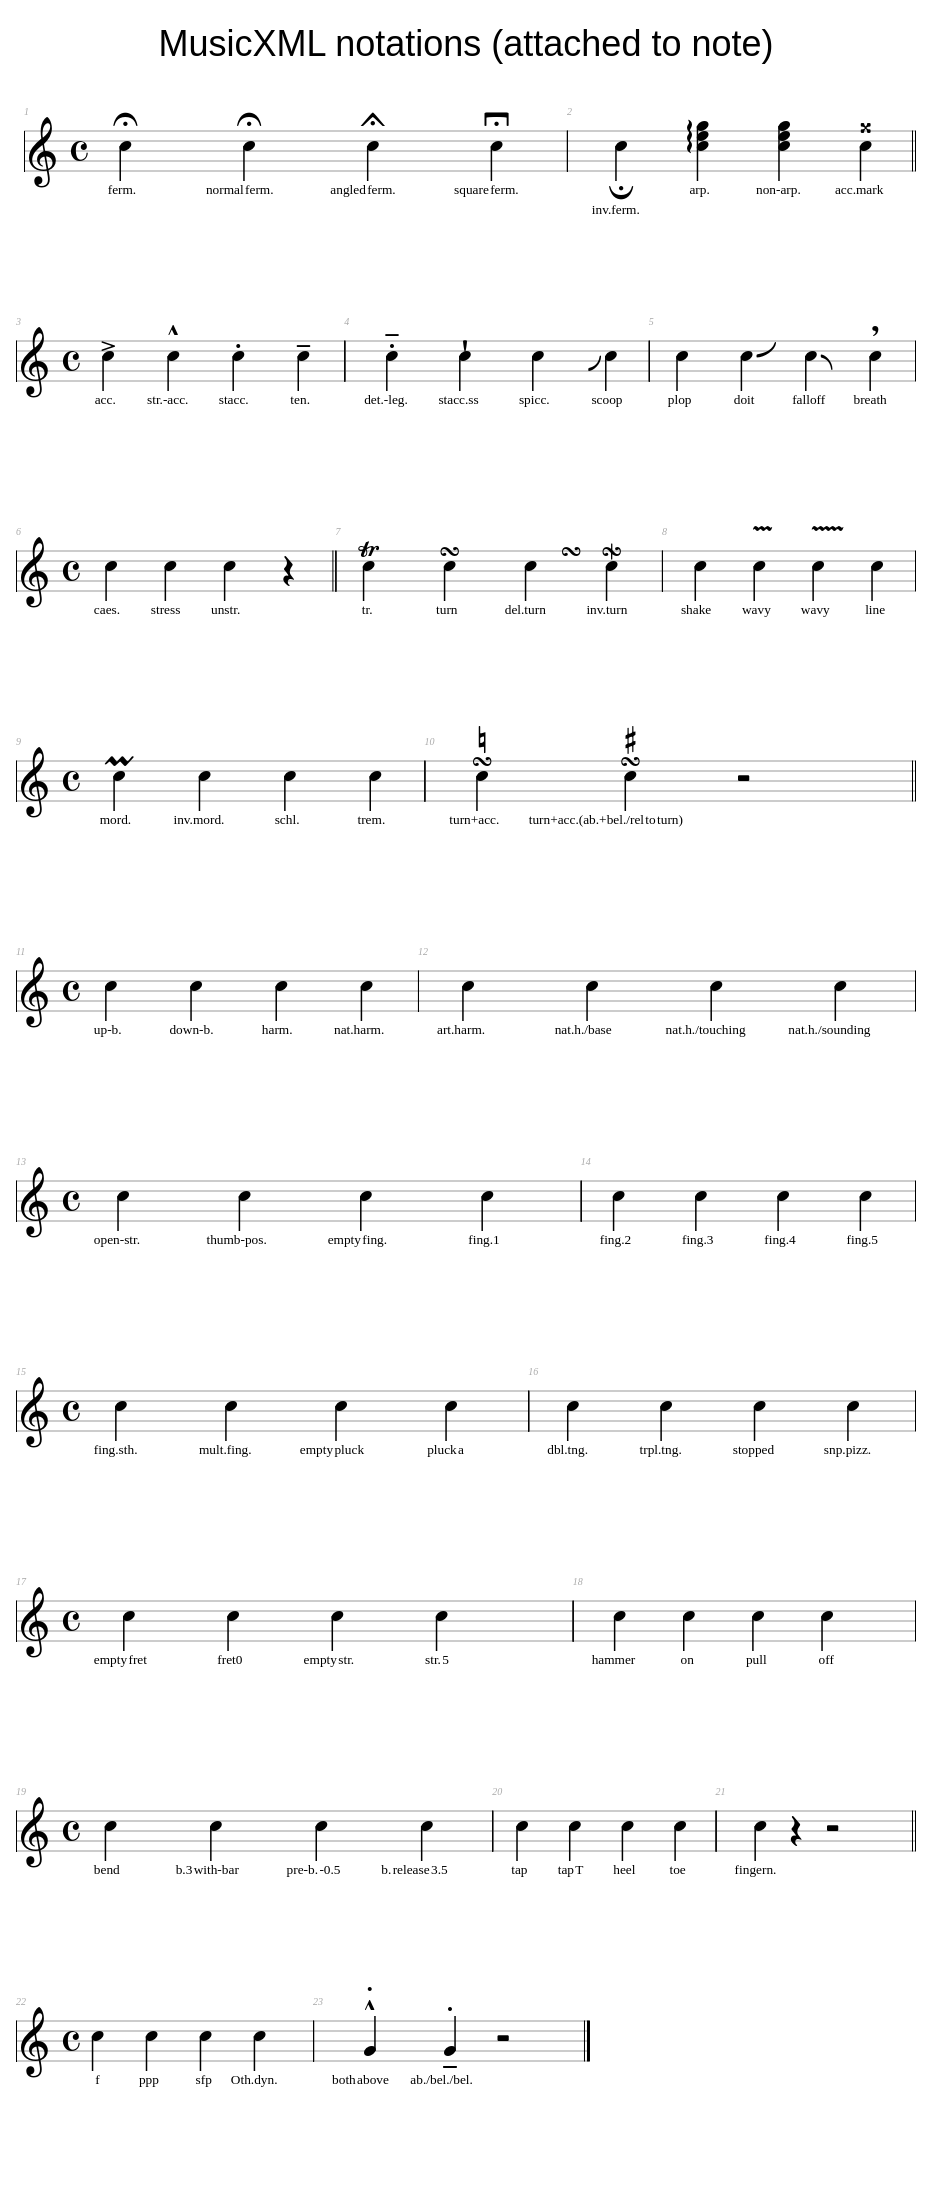 MusicXML notations (attached to note)
1 2
ferm. normal ferm. angled ferm. square ferm. arp. non-arp. acc.mark
inv.ferm.
3 4 5
acc. str.-acc. stacc. ten. det.-leg. stacc.ss spicc. scoop plop doit falloff breath
6 7 8
caes. stress unstr. tr. turn del.turn inv.turn shake wavy wavy line
9 10
mord. inv.mord. schl. trem. turn+acc. turn+acc.(ab.+bel./rel to turn)
11 12
up-b. down-b. harm. nat.harm. art.harm. nat.h./base nat.h./touching nat.h./sounding
13 14
open-str. thumb-pos. empty fing. fing.1 fing.2 fing.3 fing.4 fing.5
15 16
fing.sth. mult.fing. empty pluck pluck a dbl.tng. trpl.tng. stopped snp.pizz.
17 18
empty fret fret0 empty str. str. 5 hammer on pull off
19 20 21
bend b.3 with-bar pre-b. -0.5 b. release 3.5 tap tap T heel toe fingern.
22 23
f ppp sfp Oth.dyn. both above ab./bel./bel.